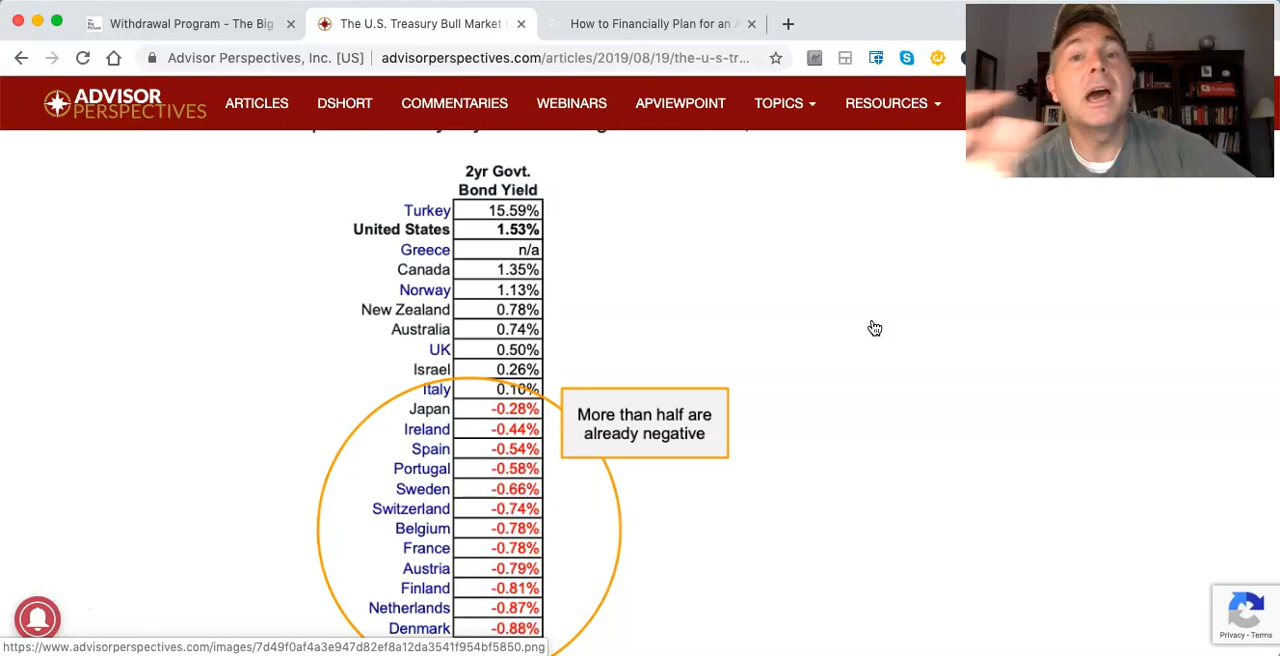 Withdrawal Program - The Big
The U.S. Treasury Bull Market
How to Financially Plan for an
Advisor Perspectives, Inc. [US]
advisorperspectives.com/articles/2019/08/19/the-u-s-tr...
ADVISOR
PERSPECTIVES
ARTICLES
DSHORT
COMMENTARIES
WEBINARS
APVIEWPOINT
TOPICS
RESOURCES
2yr Govt.
Bond Yield
Turkey 15.59%
United States 1.53%
Greece n/a
Canada 1.35%
Norway 1.13%
New Zealand 0.78%
Australia 0.74%
UK 0.50%
Israel 0.26%
Italy 0.10%
Japan -0.28%
Ireland -0.44%
Spain -0.54%
Portugal -0.58%
Sweden -0.66%
Switzerland -0.74%
Belgium -0.78%
France -0.78%
Austria -0.79%
Finland -0.81%
Netherlands -0.87%
Denmark -0.88%
More than half are
already negative
Privacy - Terms
https://www.advisorperspectives.com/images/7d49f0af4a3e947d82ef8a12da3541f954bf5850.png